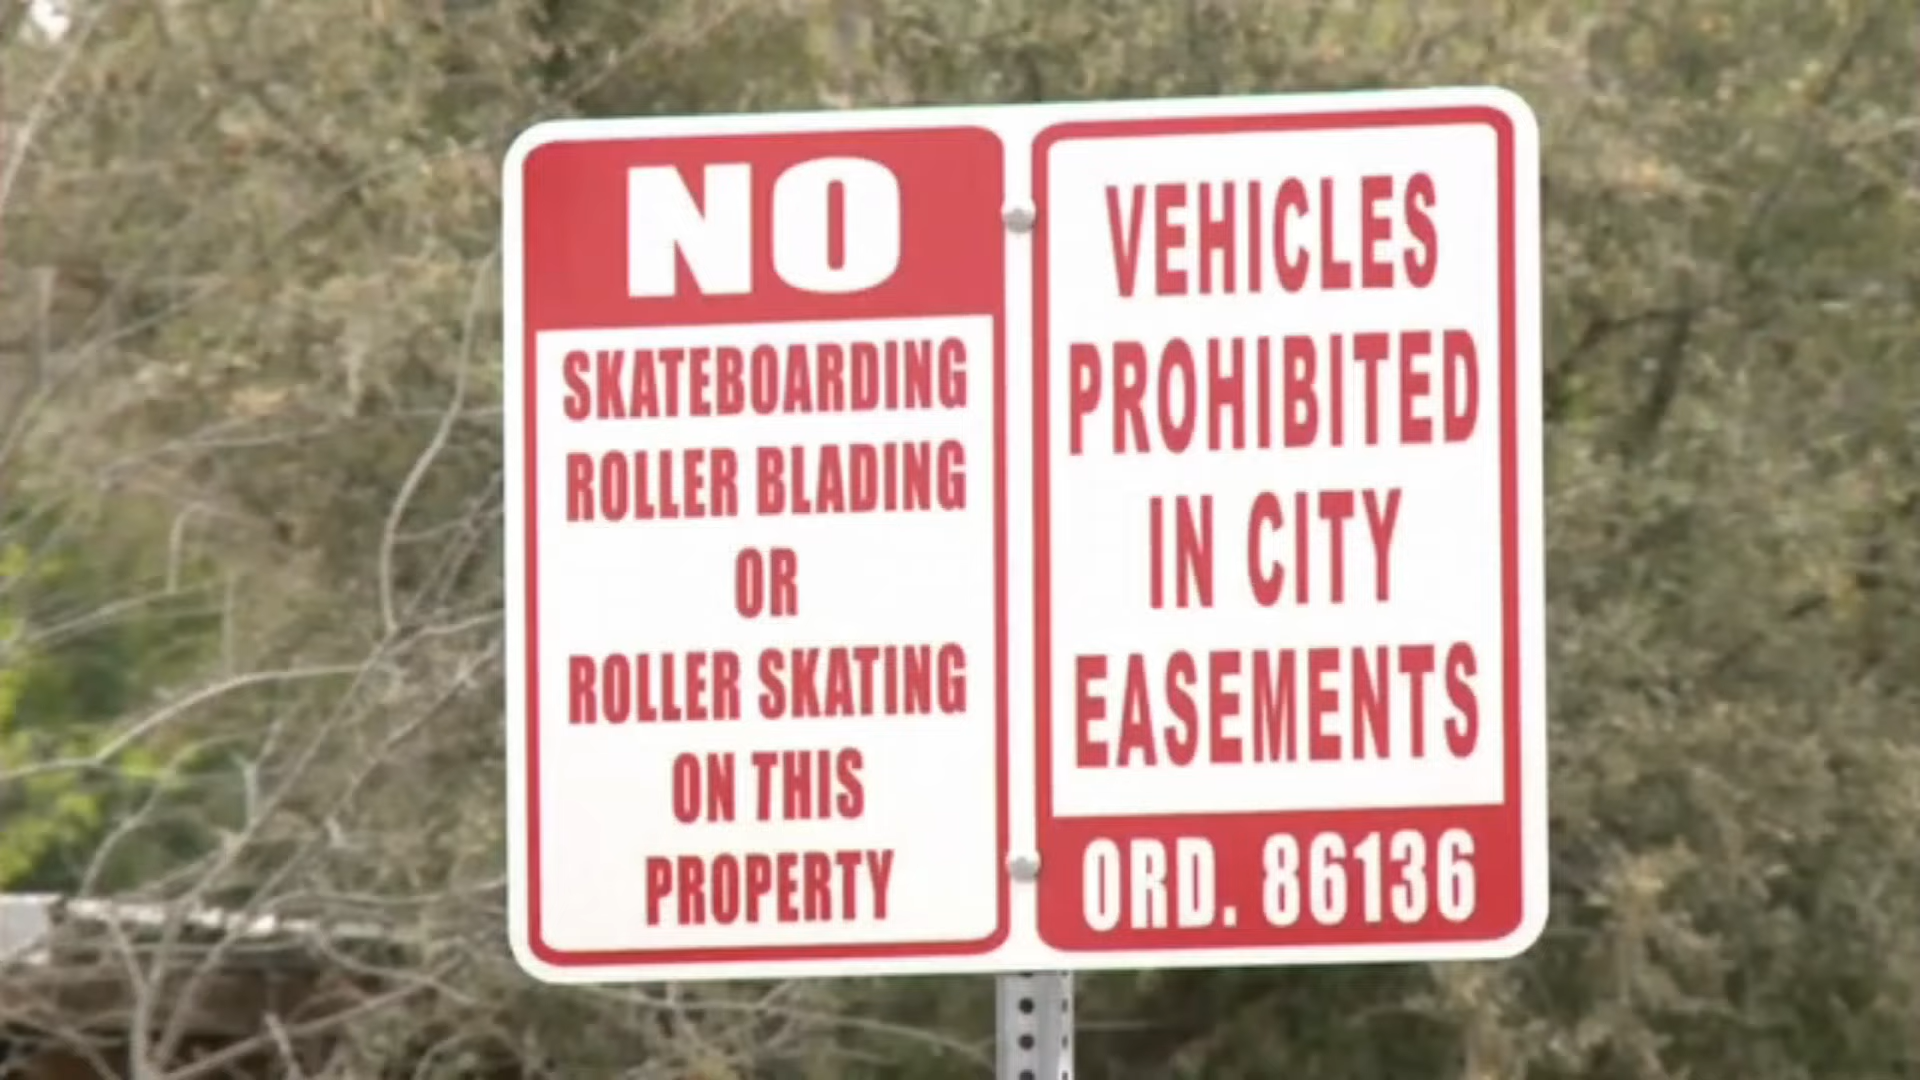 NO
SKATEBOARDING
ROLLER BLADING
OR
ROLLER SKATING
ON THIS
PROPERTY
VEHICLES
PROHIBITED
IN CITY
EASEMENTS
ORD. 86136